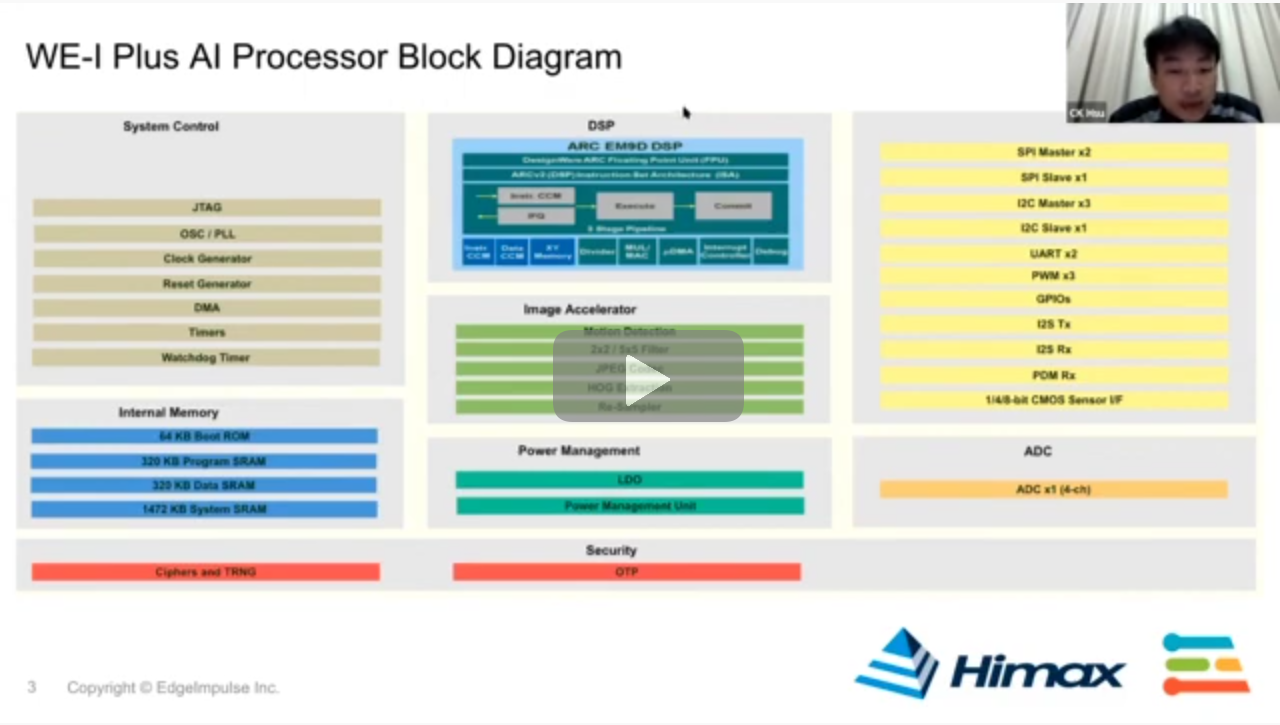 WE-I Plus AI Processor Block Diagram
CK Hsu
System Control
JTAG
OSC / PLL
Clock Generator
Reset Generator
DMA
Timers
Watchdog Timer
Internal Memory
64 KB Boot ROM
320 KB Program SRAM
320 KB Data SRAM
1472 KB System SRAM
DSP
ARC EM9D DSP
DesignWare ARC Floating Point Unit (FPU)
ARCv2 (DSP) Instruction Set Architecture (ISA)
Instr. CCM
IFQ
Execute
Commit
3 Stage Pipeline
Instr. CCM
Data CCM
XY Memory
Divider
MUL/ MAC
µDMA
Interrupt Controller
Debug
Image Accelerator
Motion Detection
2x2 / 5x5 Filter
JPEG
HOG Extraction
Re-Sampler
Power Management
LDO
Power Management Unit
SPI Master x2
SPI Slave x1
I2C Master x3
I2C Slave x1
UART x2
PWM x3
GPIOs
I2S Tx
I2S Rx
PDM Rx
1/4/8-bit CMOS Sensor I/F
ADC
ADC x1 (4-ch)
Security
Ciphers and TRNG
OTP
Himax
3 Copyright © EdgeImpulse Inc.